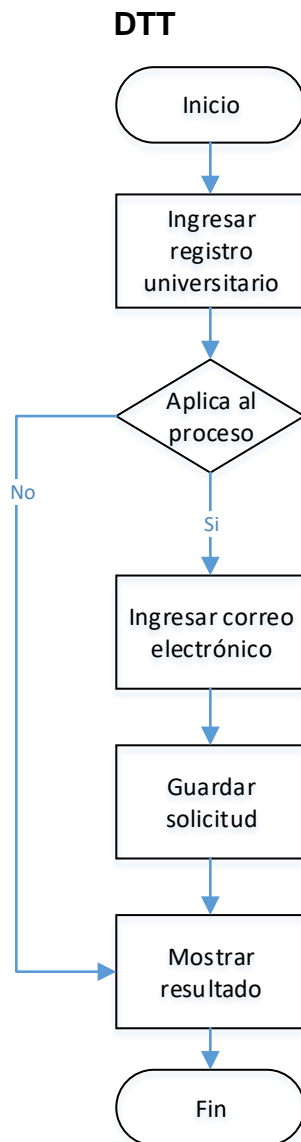 DTT
Inicio
Ingresar
registro
universitario
Aplica al
proceso
No
Si
Ingresar correo
electrónico
Guardar
solicitud
Mostrar
resultado
Fin